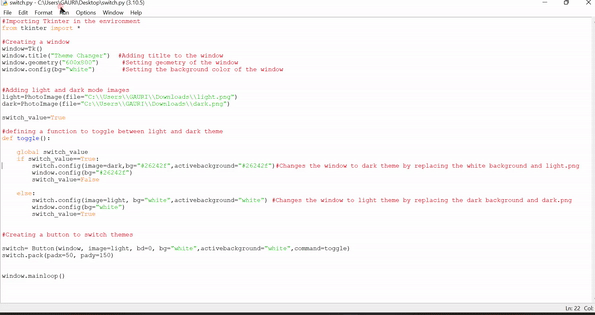 switch.py - C:\Users\GAURI\Desktop\switch.py (3.10.5)
File Edit Format Run Options Window Help
#Importing Tkinter in the environment
from tkinter import *
#Creating a window
window=Tk()
window.title("Theme Changer") #Adding titlte to the window
window.geometry("600x550") #Setting geometry of the window
window.config(bg="white") #Setting the background color of the window
#Adding light and dark mode images
light=PhotoImage(file="C:\\Users\\GAURI\\Downloads\\light.png")
dark=PhotoImage(file="C:\\Users\\GAURI\\Downloads\\dark.png")
switch_value=True
#defining a function to toggle between light and dark theme
def toggle():
global switch_value
if switch_value==True:
switch.config(image=dark,bg="#26242f",activebackground="#26242f")#Changes the window to dark theme by replacing the white background and light.png
window.config(bg="#26242f")
switch_value=False
else:
switch.config(image=light, bg="white",activebackground="white") #Changes the window to light theme by replacing the dark background and dark.png
window.config(bg="white")
switch_value=True
#Creating a button to switch themes
switch= Button(window, image=light, bd=0, bg="white",activebackground="white",command=toggle)
switch.pack(padx=50, pady=150)
window.mainloop()
Ln: 22 Col: